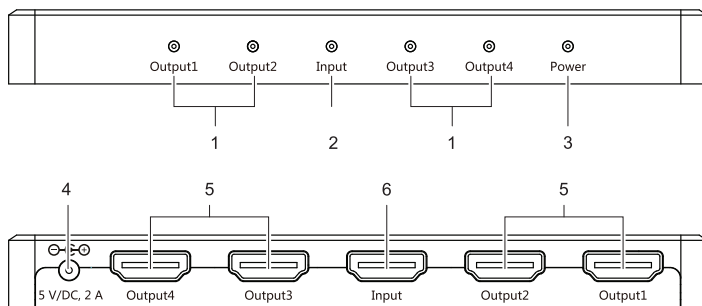 Output1 Output2 Input Output3 Output4 Power
1 2 1 3
4 5 6 5
5 V/DC, 2 A Output4 Output3 Input Output2 Output1